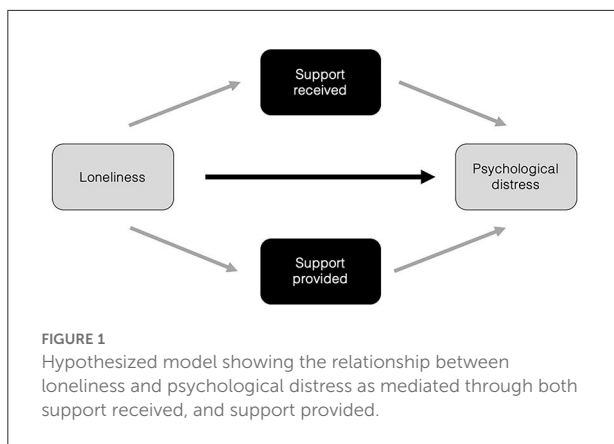 Support
received
Loneliness
Psychological
distress
Support
provided
FIGURE 1
Hypothesized model showing the relationship between
loneliness and psychological distress as mediated through both
support received, and support provided.